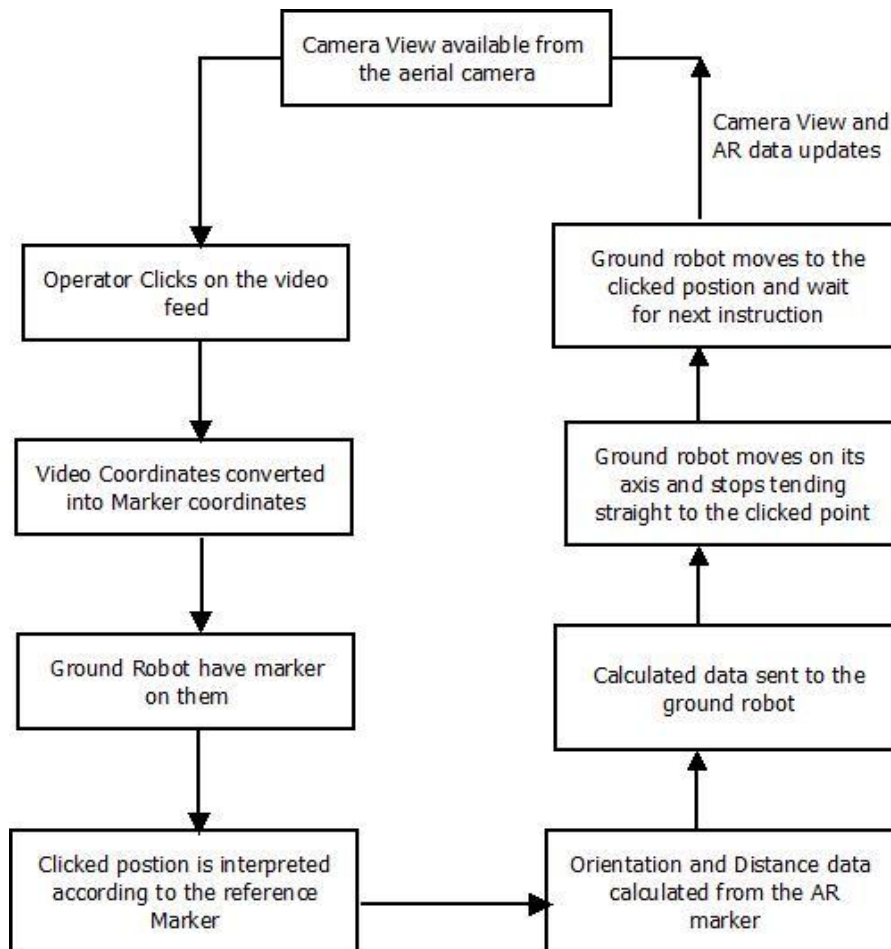 Camera View available from
the aerial camera
Operator Clicks on the video
feed
Video Coordinates converted
into Marker coordinates
Ground Robot have marker
on them
Clicked postion is interpreted
according to the reference
Marker
Orientation and Distance data
calculated from the AR
marker
Calculated data sent to the
ground robot
Ground robot moves on its
axis and stops tending
straight to the clicked point
Ground robot moves to the
clicked postion and wait
for next instruction
Camera View and
AR data updates